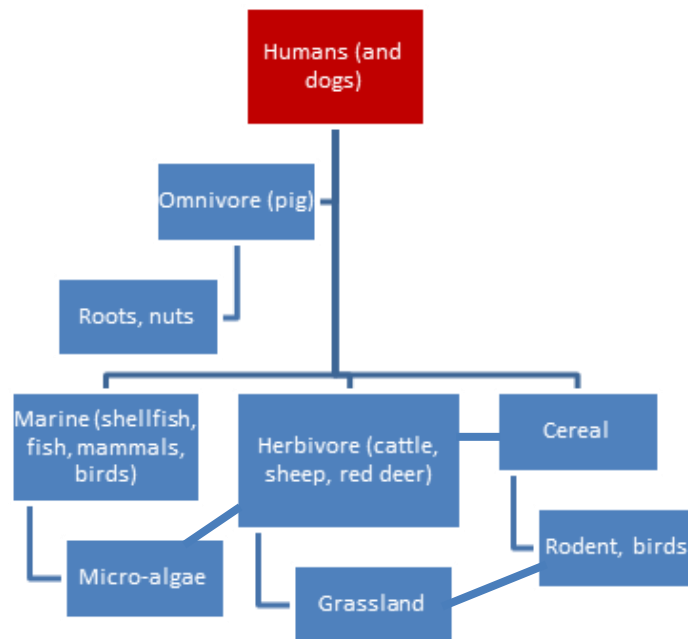 Humans (and
dogs)
Omnivore (pig)
Roots, nuts
Marine (shellfish,
fish, mammals,
birds)
Herbivore (cattle,
sheep, red deer)
Cereal
Micro-algae
Grassland
Rodent, birds